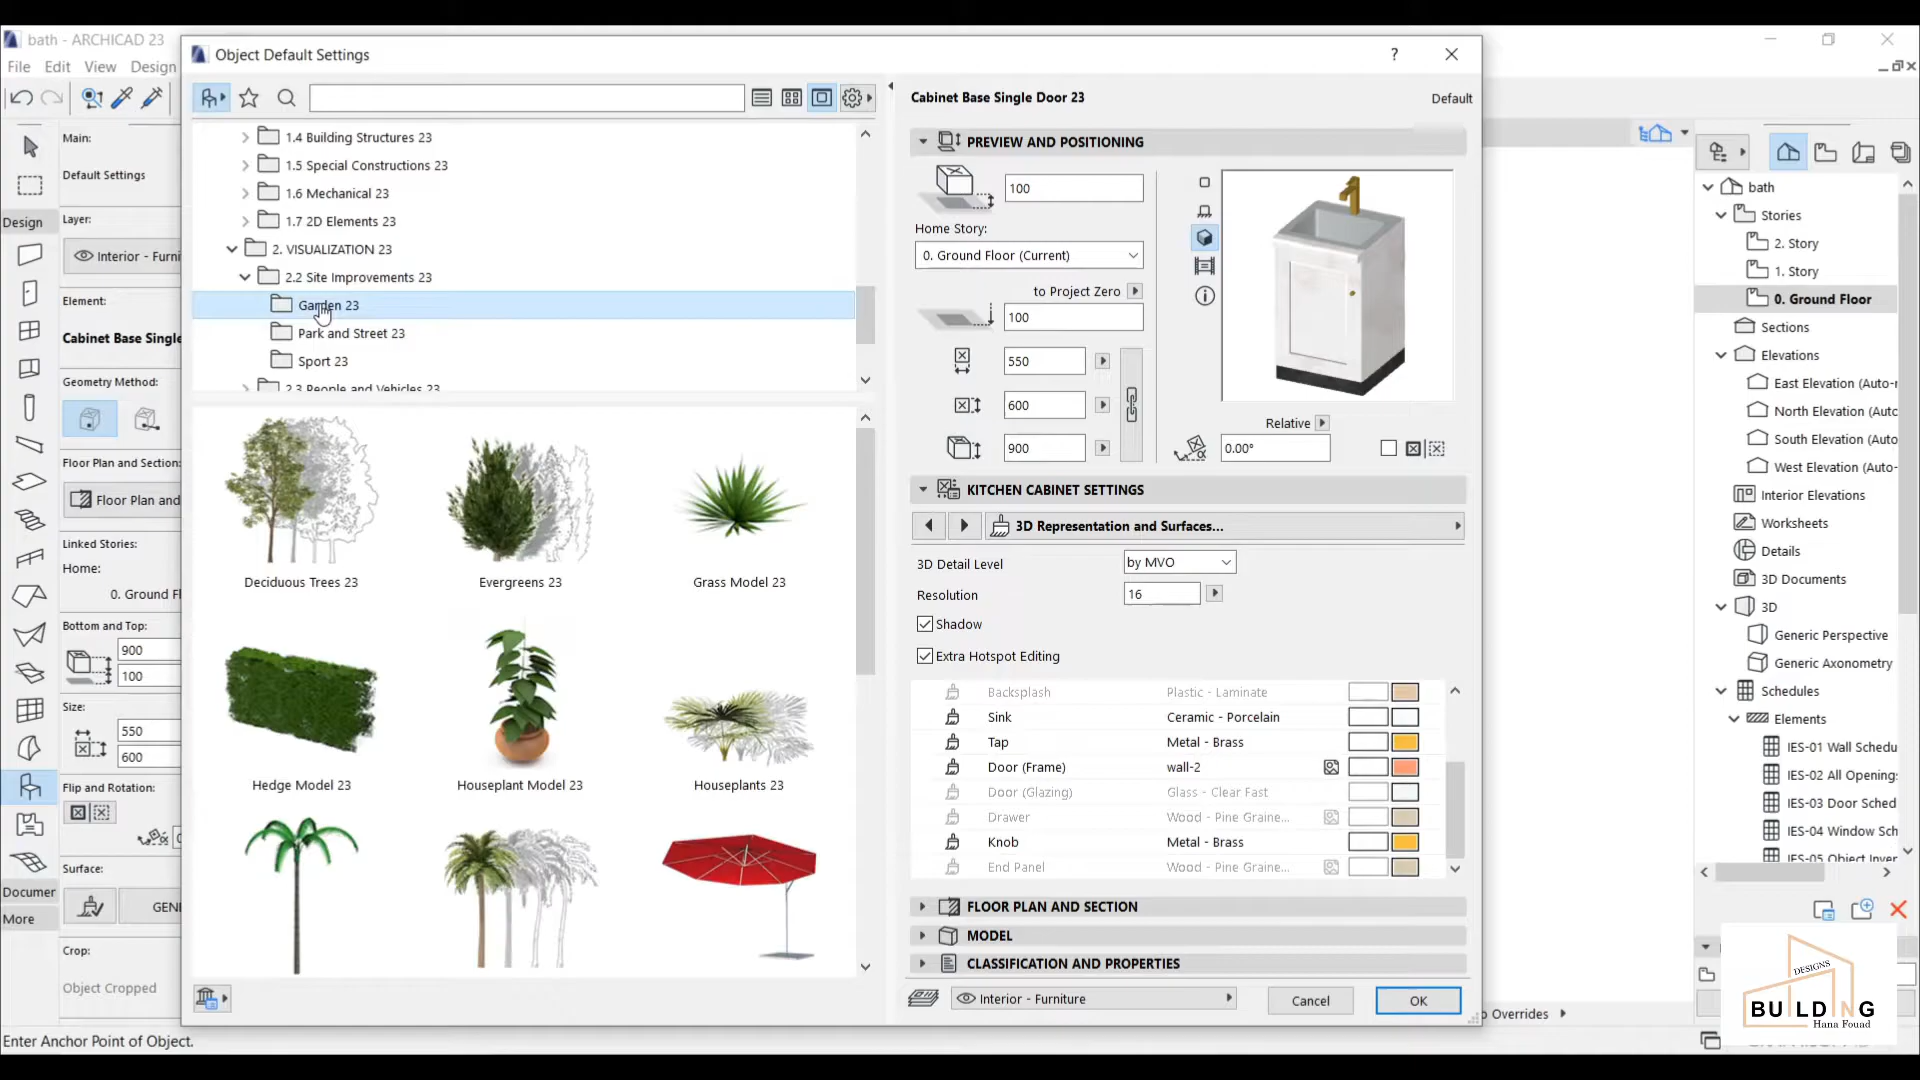 bath - ARCHICAD 23
File Edit View Design
Main:
Default Settings
Design
Layer:
Interior - Furni
Element:
Cabinet Base Single
Geometry Method:
Floor Plan and Section:
Floor Plan and
Linked Stories:
Home:
0. Ground Fl
Bottom and Top:
900
100
Size:
550
600
Flip and Rotation:
Surface:
GENE
Documer
More
Crop:
Object Cropped
Enter Anchor Point of Object.
Object Default Settings
?
1.4 Building Structures 23
1.5 Special Constructions 23
1.6 Mechanical 23
1.7 2D Elements 23
2. VISUALIZATION 23
2.2 Site Improvements 23
Garden 23
Park and Street 23
Sport 23
2.3 People and Vehicles 23
Deciduous Trees 23
Evergreens 23
Grass Model 23
Hedge Model 23
Houseplant Model 23
Houseplants 23
Cabinet Base Single Door 23
Default
PREVIEW AND POSITIONING
100
Home Story:
0. Ground Floor (Current)
to Project Zero
100
550
600
900
Relative
0.00°
KITCHEN CABINET SETTINGS
3D Representation and Surfaces...
3D Detail Level by MVO
Resolution 16
Shadow
Extra Hotspot Editing
Backsplash Plastic - Laminate
Sink Ceramic - Porcelain
Tap Metal - Brass
Door (Frame) wall-2
Door (Glazing) Glass - Clear Fast
Drawer Wood - Pine Graine...
Knob Metal - Brass
End Panel Wood - Pine Graine...
FLOOR PLAN AND SECTION
MODEL
CLASSIFICATION AND PROPERTIES
Interior - Furniture
Cancel
OK
bath
Stories
2. Story
1. Story
0. Ground Floor
Sections
Elevations
East Elevation (Auto-r
North Elevation (Autc
South Elevation (Auto
West Elevation (Auto-
Interior Elevations
Worksheets
Details
3D Documents
3D
Generic Perspective
Generic Axonometry
Schedules
Elements
IES-01 Wall Schedu
IES-02 All Opening:
IES-03 Door Sched
IES-04 Window Sch
IES-05 Object Inver
Overrides
DESIGNS
BUILDING
Hana Fouad